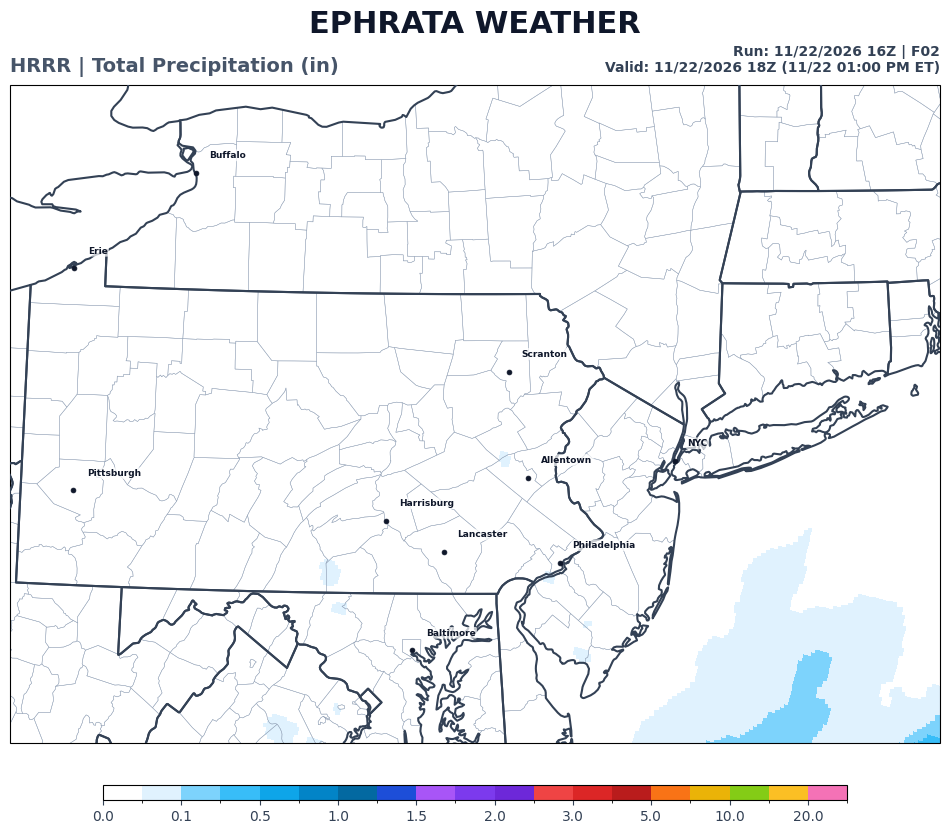 EPHRATA WEATHER
HRRR | Total Precipitation (in)
Run: 11/22/2026 16Z | F02
Valid: 11/22/2026 18Z (11/22 01:00 PM ET)
Buffalo
Erie
Scranton
NYC
Allentown
Pittsburgh
Harrisburg
Lancaster
Philadelphia
Baltimore
0.0 0.1 0.5 1.0 1.5 2.0 3.0 5.0 10.0 20.0